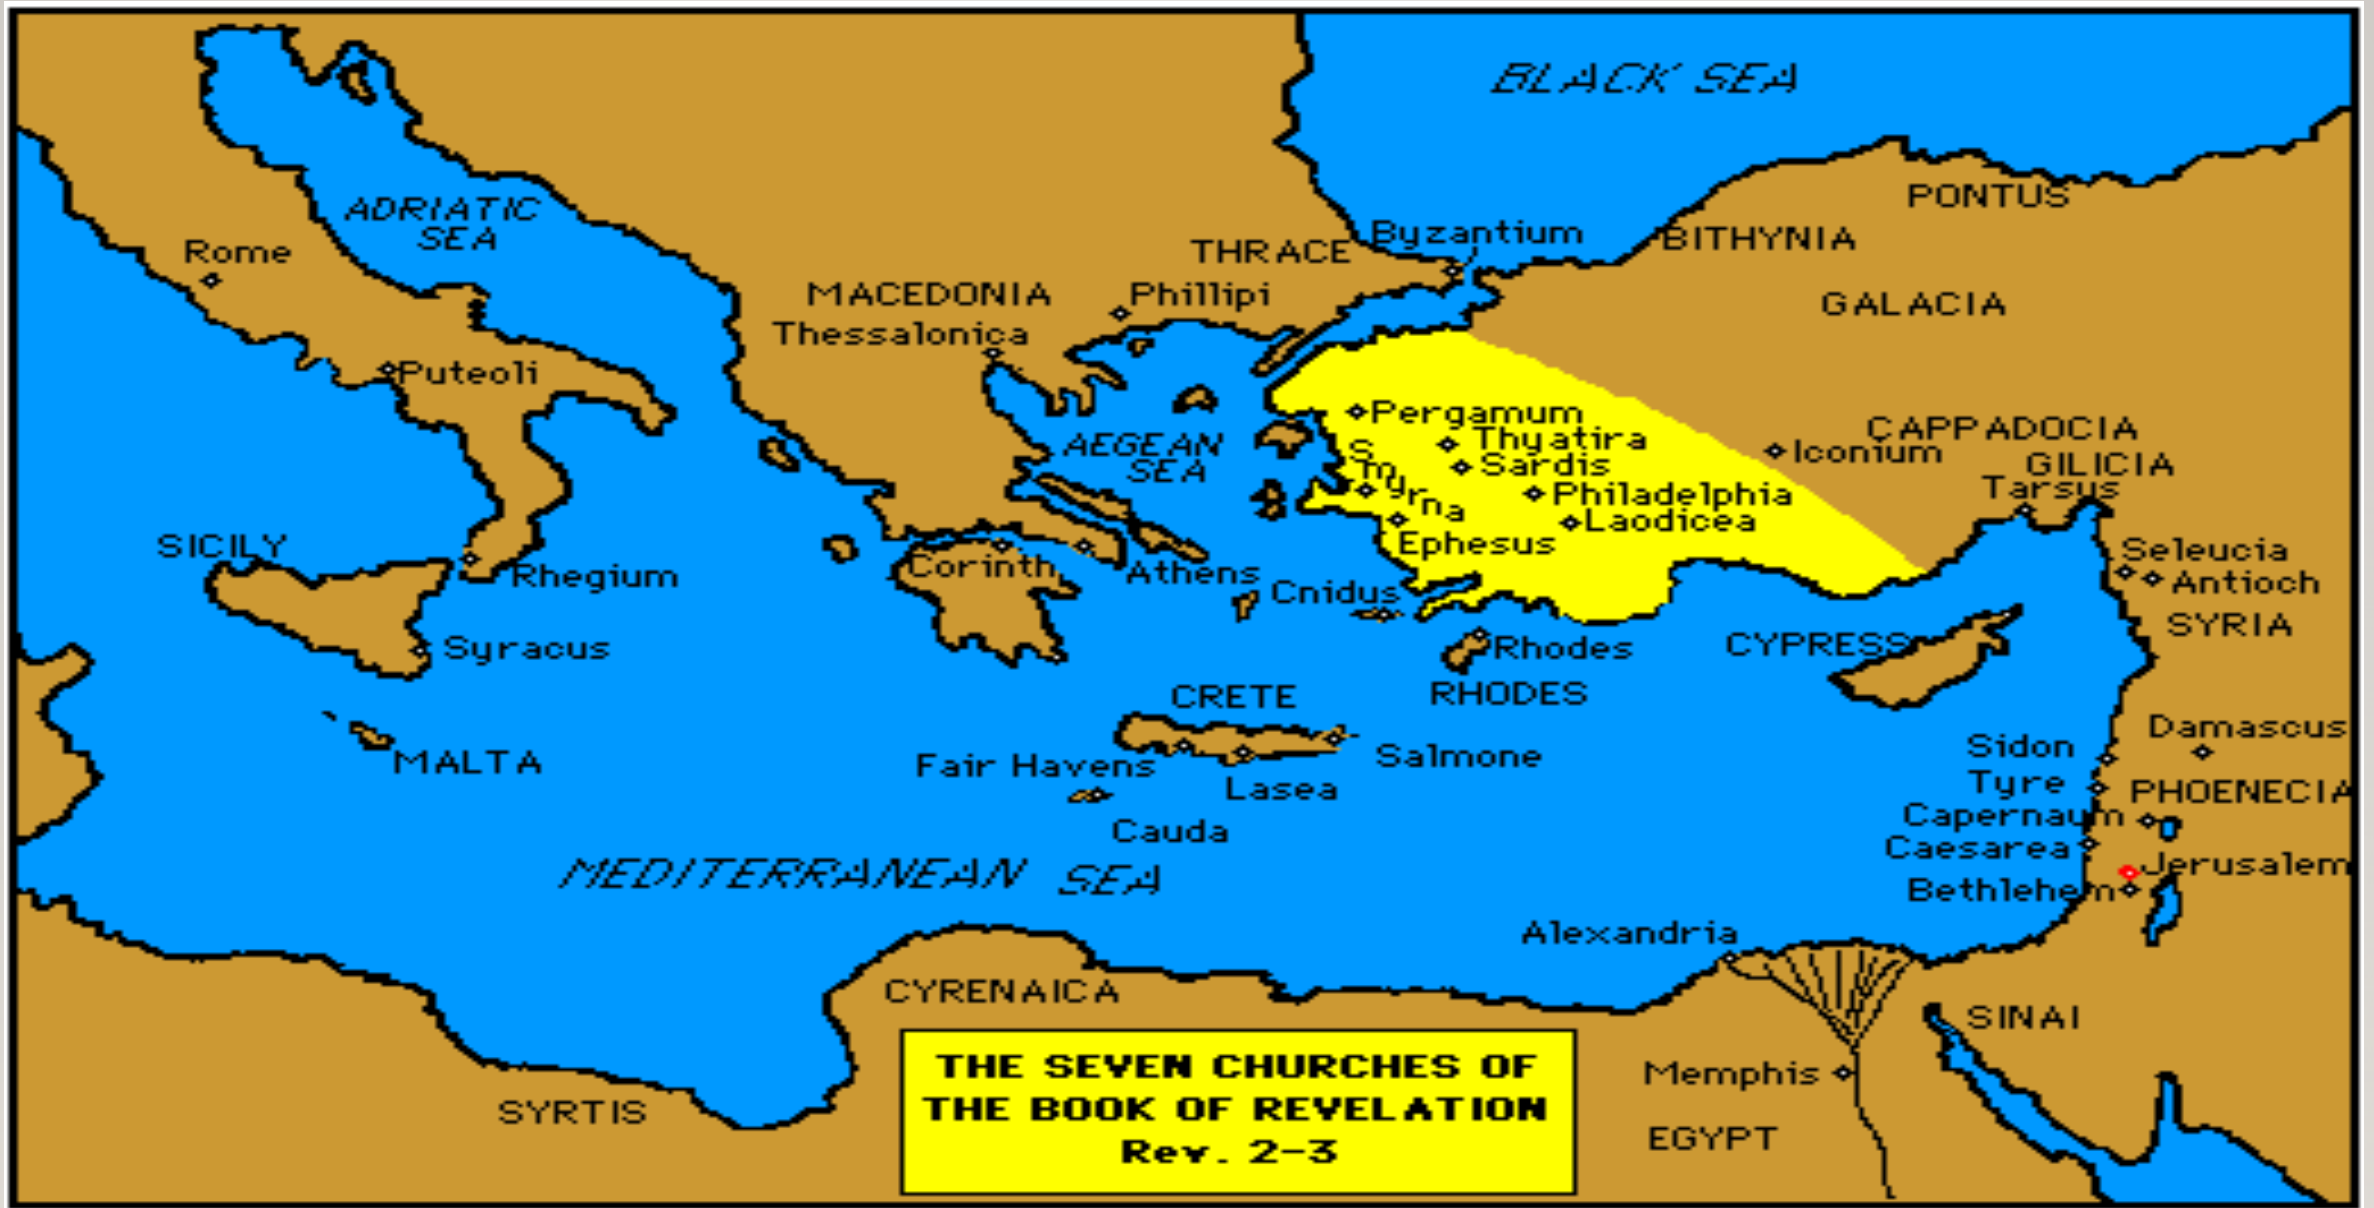 BLACK SEA
PONTUS
ADRIATIC
SEA
Rome
THRACE
Byzantium
BITHYNIA
MACEDONIA
Phillipi
GALACIA
Thessalonica
Puteoli
Pergamum
AEGEAN
SEA
Smyrna
Thyatira
Sardis
CAPPADOCIA
Iconium
GILICIA
Tarsus
Philadelphia
Laodicea
Ephesus
SICILY
Rhegium
Corinth
Athens
Cnidus
Seleucia
Antioch
SYRIA
Syracus
Rhodes
CYPRESS
CRETE
RHODES
MALTA
Fair Havens
Salmone
Lasea
Cauda
Damascus
Sidon
Tyre
PHOENECIA
Capernaum
Caesarea
Jerusalem
Bethlehem
MEDITERRANEAN SEA
Alexandria
CYRENAICA
SINAI
THE SEVEN CHURCHES OF
THE BOOK OF REVELATION
Rev. 2-3
Memphis
SYRTIS
EGYPT